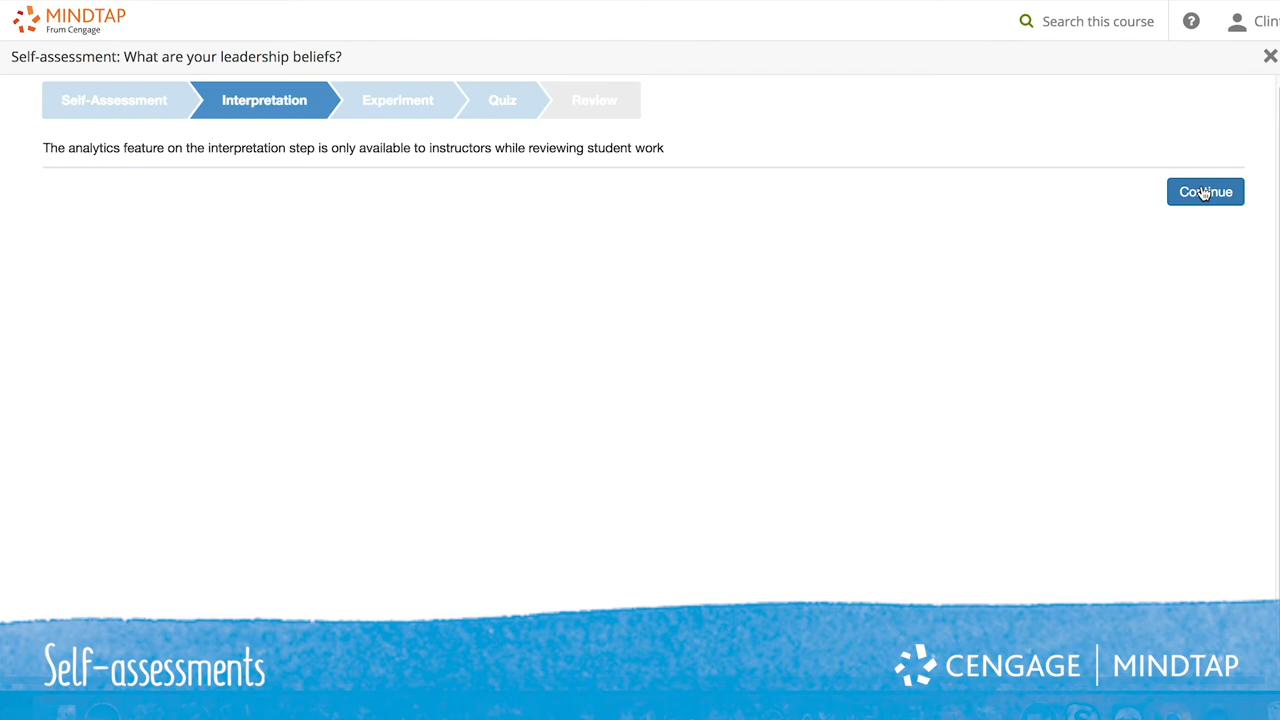 MINDTAP
From Cengage
Search this course
?
Clin
Self-assessment: What are your leadership beliefs?
Self-Assessment
Interpretation
Experiment
Quiz
Review
The analytics feature on the interpretation step is only available to instructors while reviewing student work
Continue
Self-assessments
CENGAGE | MINDTAP